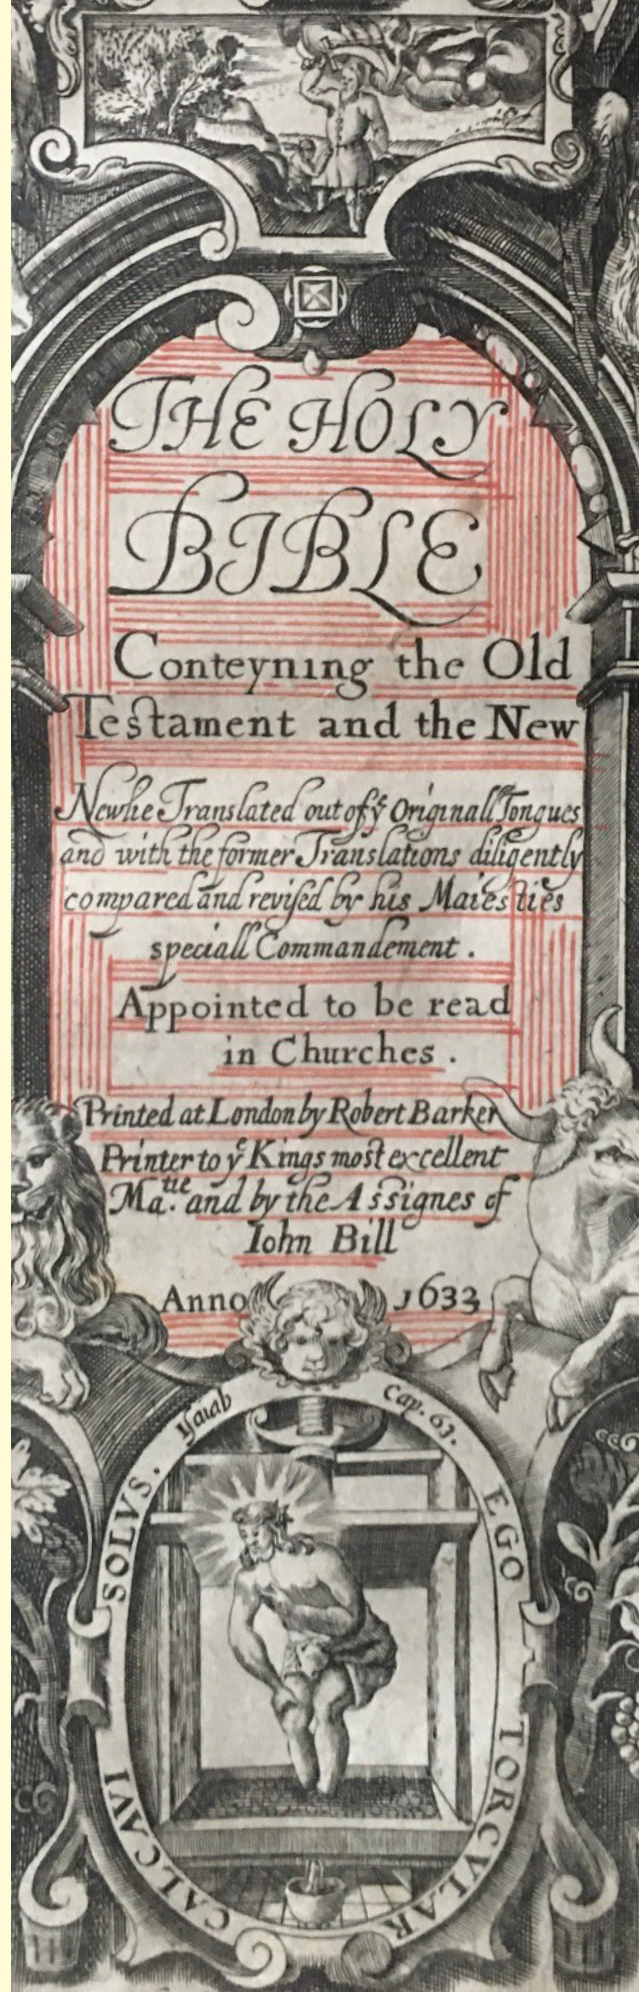 THE HOLY
BIBLE
Conteyning the Old
Testament and the New
Newlie Translated out of yͤ Originall Tongues
and with the former Translations diligently
compared and revised by his Maiesties
speciall Commandement .
Appointed to be read
in Churches .
Printed at London by Robert Barker
Printer to yͤ Kings most excellent
Ma.tie and by the Assignes of
Iohn Bill
Anno 1633
Isaiah Cap. 63.
SOLVS. EGO
CALCAVI TORCVLAR